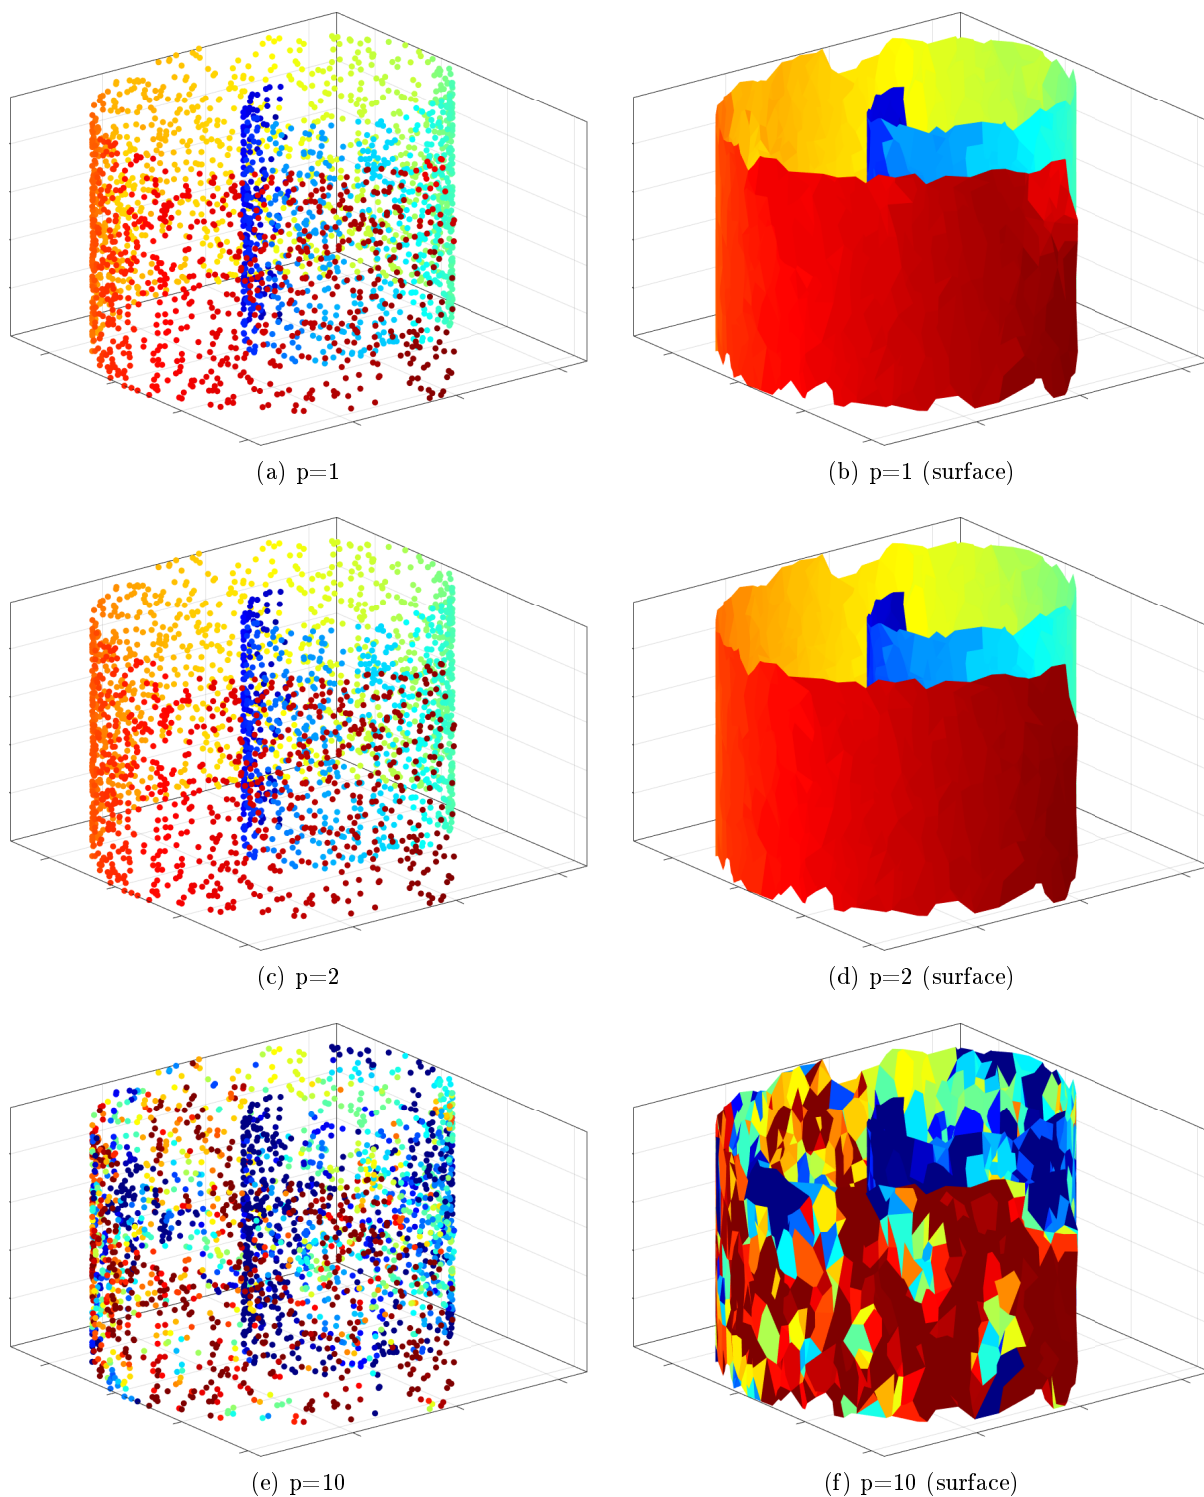 (a) p=1
(b) p=1 (surface)
(c) p=2
(d) p=2 (surface)
(e) p=10
(f) p=10 (surface)